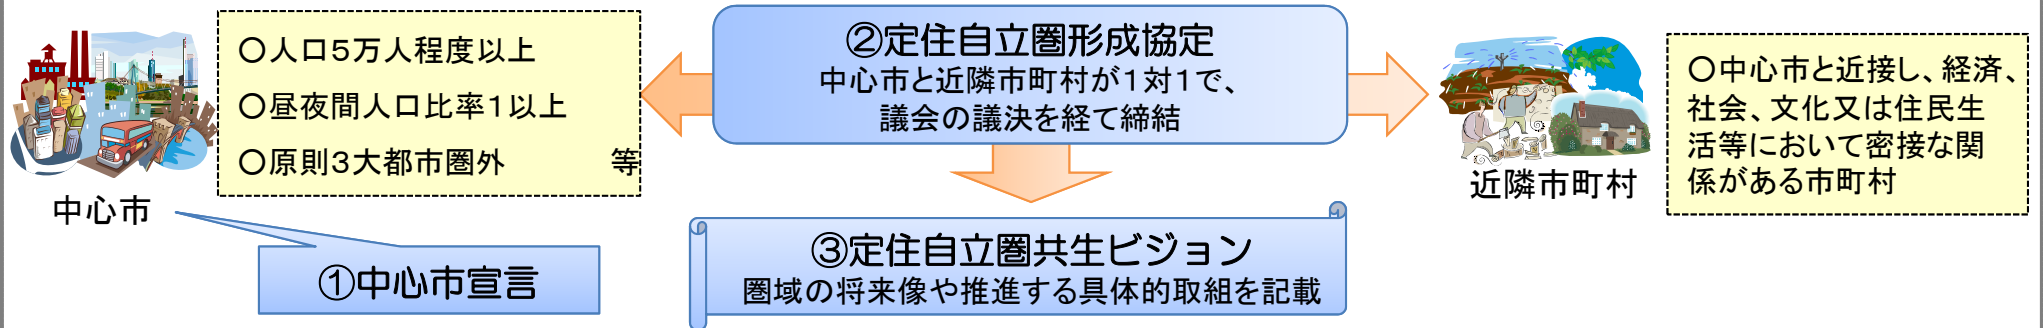 ○人口5万人程度以上
○昼夜間人口比率1以上
○原則3大都市圏外　　　等
中心市
①中心市宣言
②定住自立圏形成協定
中心市と近隣市町村が1対1で、
議会の議決を経て締結
③定住自立圏共生ビジョン
圏域の将来像や推進する具体的取組を記載
近隣市町村
○中心市と近接し、経済、
社会、文化又は住民生
活等において密接な関
係がある市町村